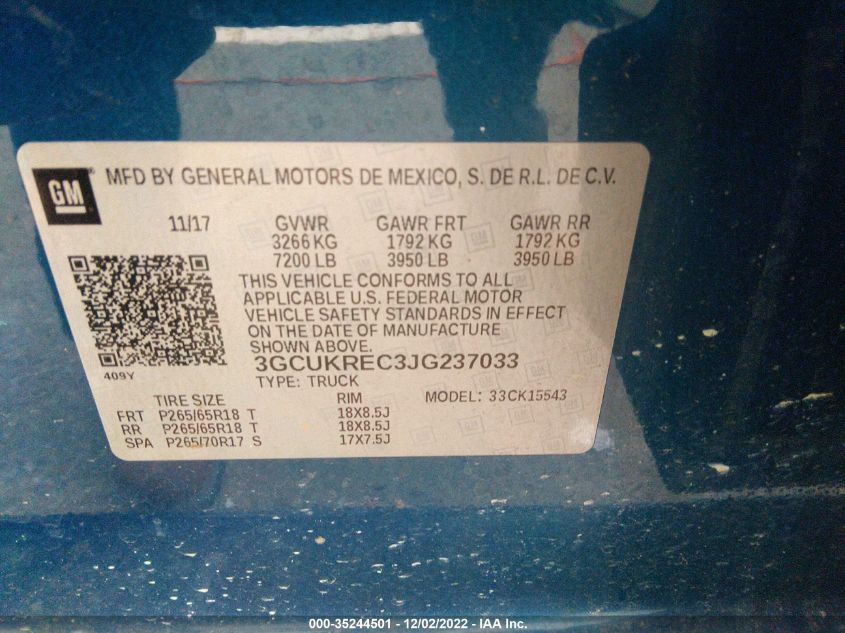 GM
MFD BY GENERAL MOTORS DE MEXICO, S. DE R.L. DE C.V.
11/17 GVWR GAWR FRT GAWR RR
3266 KG 1792 KG 1792 KG
7200 LB 3950 LB 3950 LB
THIS VEHICLE CONFORMS TO ALL
APPLICABLE U.S. FEDERAL MOTOR
VEHICLE SAFETY STANDARDS IN EFFECT
ON THE DATE OF MANUFACTURE
SHOWN ABOVE.
409Y
3GCUKREC3JG237033
TYPE: TRUCK
TIRE SIZE RIM MODEL: 33CK15543
FRT P265/65R18 T 18X8.5J
RR P265/65R18 T 18X8.5J
SPA P265/70R17 S 17X7.5J
000-35244501 - 12/02/2022 - IAA Inc.